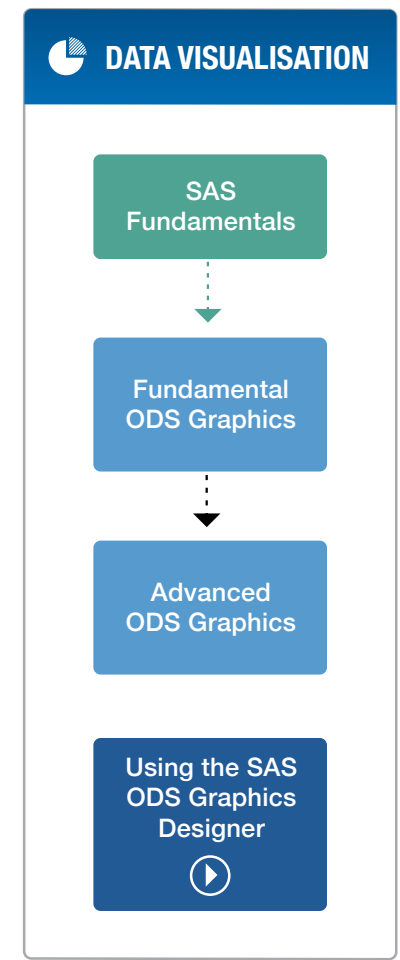 DATA VISUALISATION
SAS
Fundamentals
Fundamental
ODS Graphics
Advanced
ODS Graphics
Using the SAS
ODS Graphics
Designer